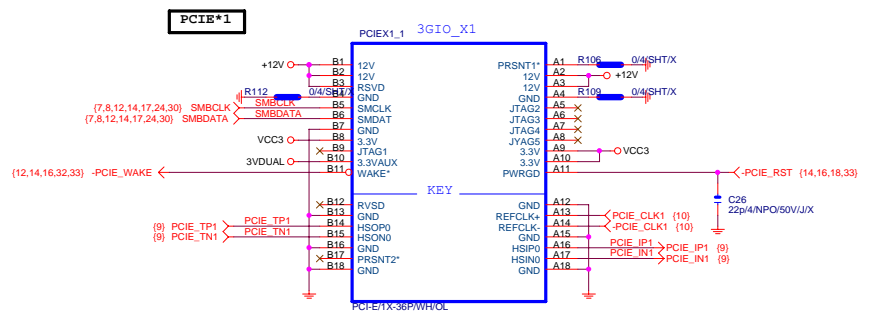 PCIE*1
PCIEX1_1 3GIO_X1
+12V B1 12V PRSNT1* A1 R106 0/4/SHT/X
B2 12V 12V A2 +12V
B3 RSVD 12V A3
R112 0/4/SHT/X B4 GND GND A4 R109 0/4/SHT/X
{7,8,12,14,17,24,30} SMBCLK SMBCLK B5 SMCLK JTAG2 A5
{7,8,12,14,17,24,30} SMBDATA SMBDATA B6 SMDAT JTAG3 A6
B7 GND JTAG4 A7
VCC3 B8 3.3V JYAG5 A8
B9 JTAG1 3.3V A9 VCC3
3VDUAL B10 3.3VAUX 3.3V A10
{12,14,16,32,33} -PCIE_WAKE B11 WAKE* PWRGD A11 -PCIE_RST {14,16,18,33}
KEY
C26
22p/4/NPO/50V/J/X
B12 RVSD GND A12
B13 GND REFCLK+ A13 PCIE_CLK1 {10}
{9} PCIE_TP1 PCIE_TP1 B14 HSOP0 REFCLK- A14 -PCIE_CLK1 {10}
{9} PCIE_TN1 PCIE_TN1 B15 HSON0 GND A15
B16 GND HSIP0 A16 PCIE_IP1 PCIE_IP1 {9}
B17 PRSNT2* HSIN0 A17 PCIE_IN1 PCIE_IN1 {9}
B18 GND GND A18
PCI-E/1X-36P/WH/OL